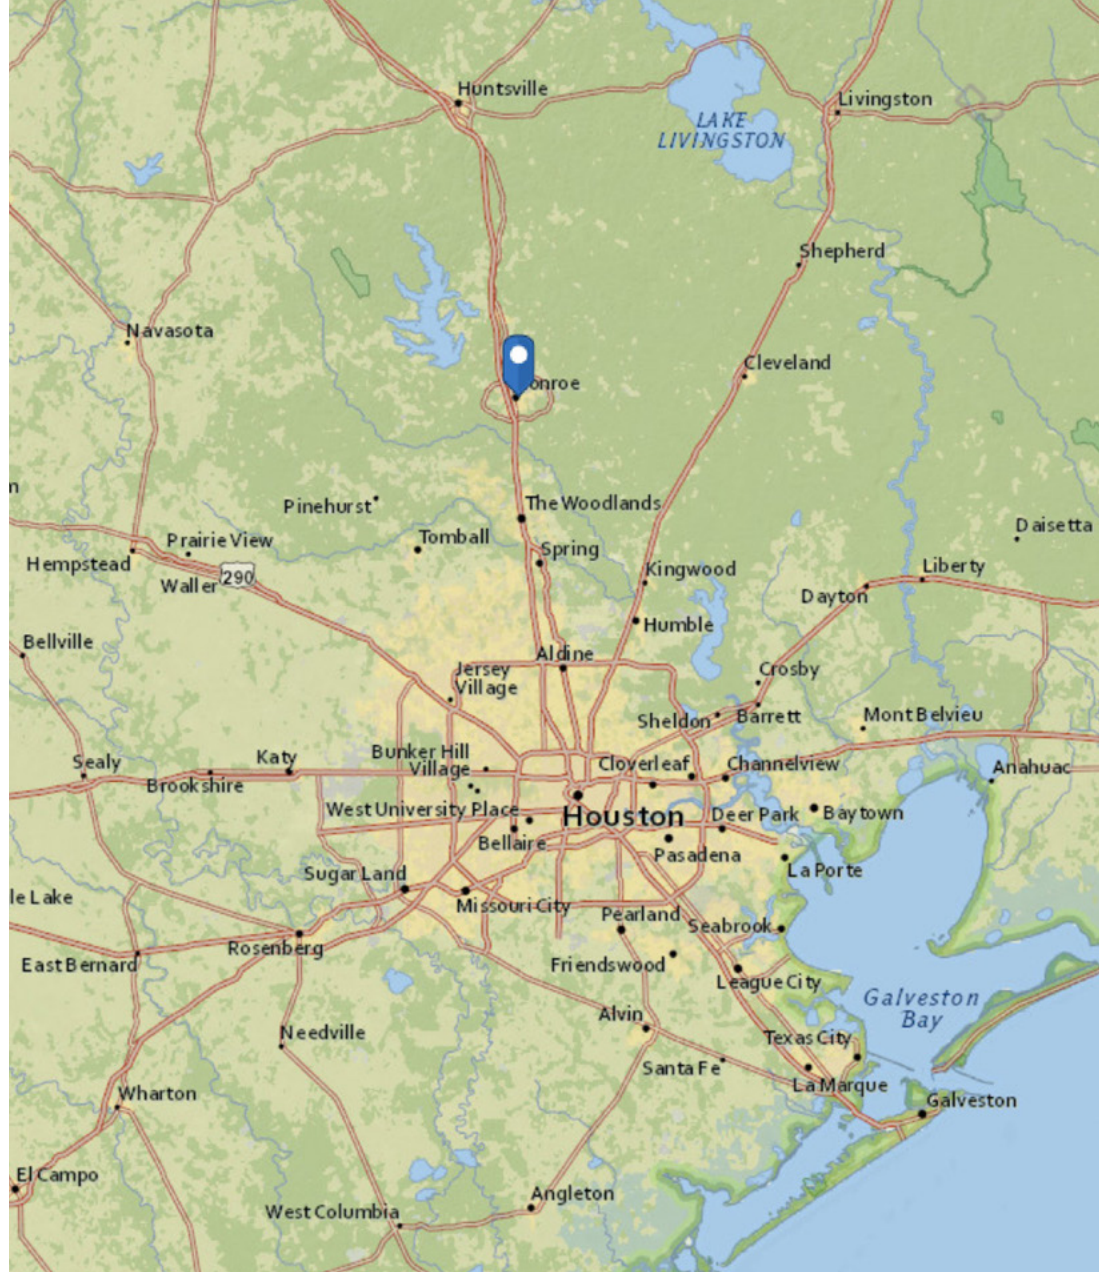 Huntsville
Livingston
LAKE
LIVINGSTON
Shepherd
Navasota
Cleveland
onroe
n
Pinehurst
The Woodlands
Daisetta
Prairie View
Tomball
Spring
Hempstead
Kingwood
Liberty
290
Waller
Dayton
Humble
Bellville
Aldine
Jersey
Village
Crosby
Sheldon
Barrett
Mont Belvieu
Bunker Hill
Village
Katy
Sealy
Cloverleaf
Channelview
Anahuac
Brookshire
West University Place
Houston
Deer Park
Baytown
Bellaire
Pasadena
La Porte
Sugar Land
le Lake
Missouri City
Pearland
Seabrook
Rosenberg
East Bernard
Friendswood
League City
Galveston
Bay
Alvin
Needville
Texas City
Santa Fe
La Marque
Wharton
Galveston
El Campo
Angleton
West Columbia